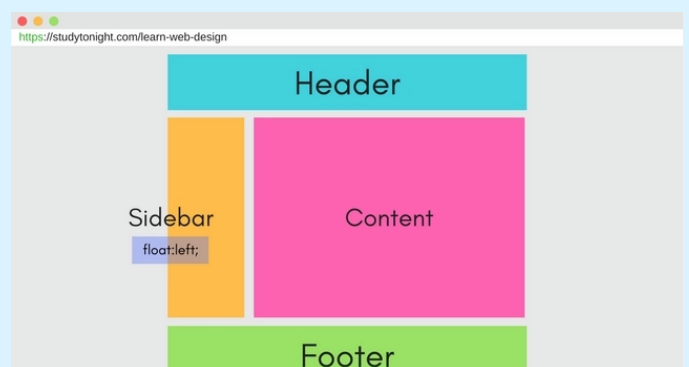 https://studytonight.com/learn-web-design
Header
Sidebar
float:left;
Content
Footer